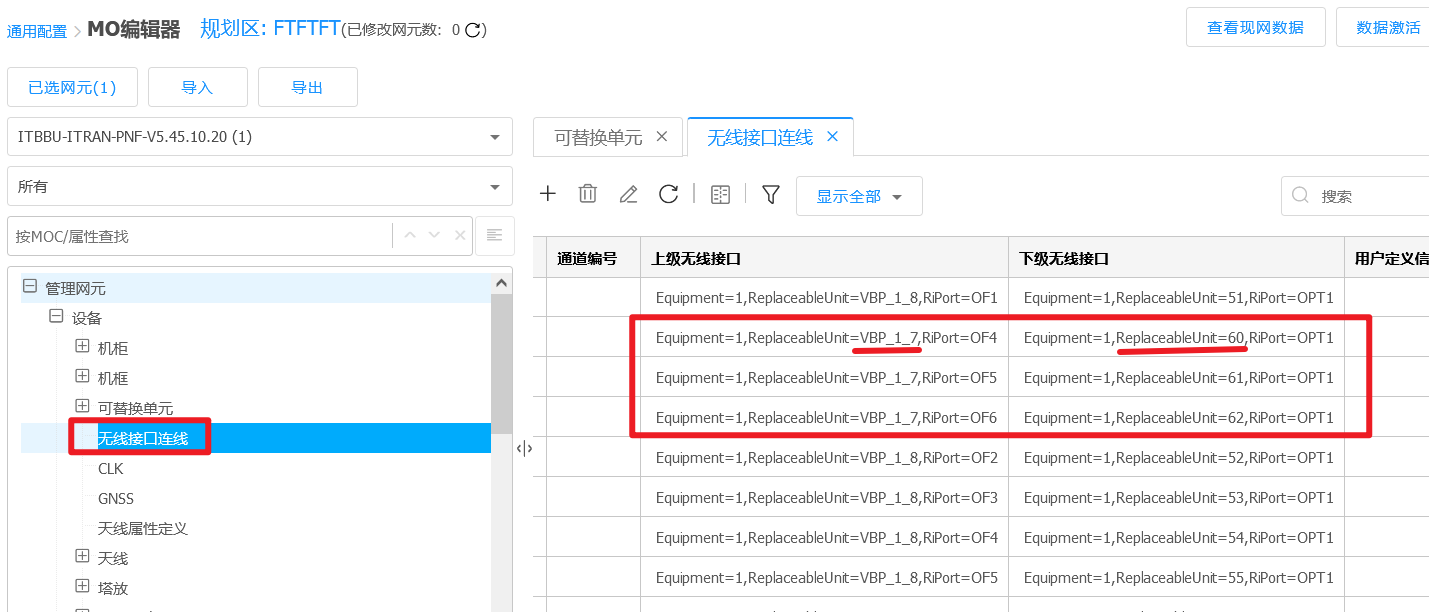 通用配置 > MO编辑器 规划区: FTFTFT(已修改网元数: 0 )
查看现网数据 数据激活
已选网元(1) 导入 导出
ITBBU-ITRAN-PNF-V5.45.10.20 (1)
所有
按MOC/属性查找
管理网元
设备
机柜
机框
可替换单元
无线接口连线
CLK
GNSS
天线属性定义
天线
塔放
可替换单元 × 无线接口连线 ×
显示全部 搜索
通道编号 上级无线接口 下级无线接口 用户定义信
Equipment=1,ReplaceableUnit=VBP_1_8,RiPort=OF1 Equipment=1,ReplaceableUnit=51,RiPort=OPT1
Equipment=1,ReplaceableUnit=VBP_1_7,RiPort=OF4 Equipment=1,ReplaceableUnit=60,RiPort=OPT1
Equipment=1,ReplaceableUnit=VBP_1_7,RiPort=OF5 Equipment=1,ReplaceableUnit=61,RiPort=OPT1
Equipment=1,ReplaceableUnit=VBP_1_7,RiPort=OF6 Equipment=1,ReplaceableUnit=62,RiPort=OPT1
Equipment=1,ReplaceableUnit=VBP_1_8,RiPort=OF2 Equipment=1,ReplaceableUnit=52,RiPort=OPT1
Equipment=1,ReplaceableUnit=VBP_1_8,RiPort=OF3 Equipment=1,ReplaceableUnit=53,RiPort=OPT1
Equipment=1,ReplaceableUnit=VBP_1_8,RiPort=OF4 Equipment=1,ReplaceableUnit=54,RiPort=OPT1
Equipment=1,ReplaceableUnit=VBP_1_8,RiPort=OF5 Equipment=1,ReplaceableUnit=55,RiPort=OPT1